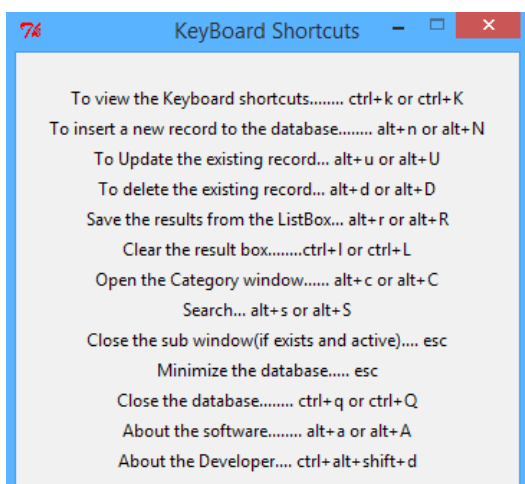 KeyBoard Shortcuts
To view the Keyboard shortcuts........ ctrl+k or ctrl+K
To insert a new record to the database........ alt+n or alt+N
To Update the existing record... alt+u or alt+U
To delete the existing record... alt+d or alt+D
Save the results from the ListBox... alt+r or alt+R
Clear the result box........ctrl+l or ctrl+L
Open the Category window...... alt+c or alt+C
Search... alt+s or alt+S
Close the sub window(if exists and active).... esc
Minimize the database..... esc
Close the database........ ctrl+q or ctrl+Q
About the software........ alt+a or alt+A
About the Developer.... ctrl+alt+shift+d